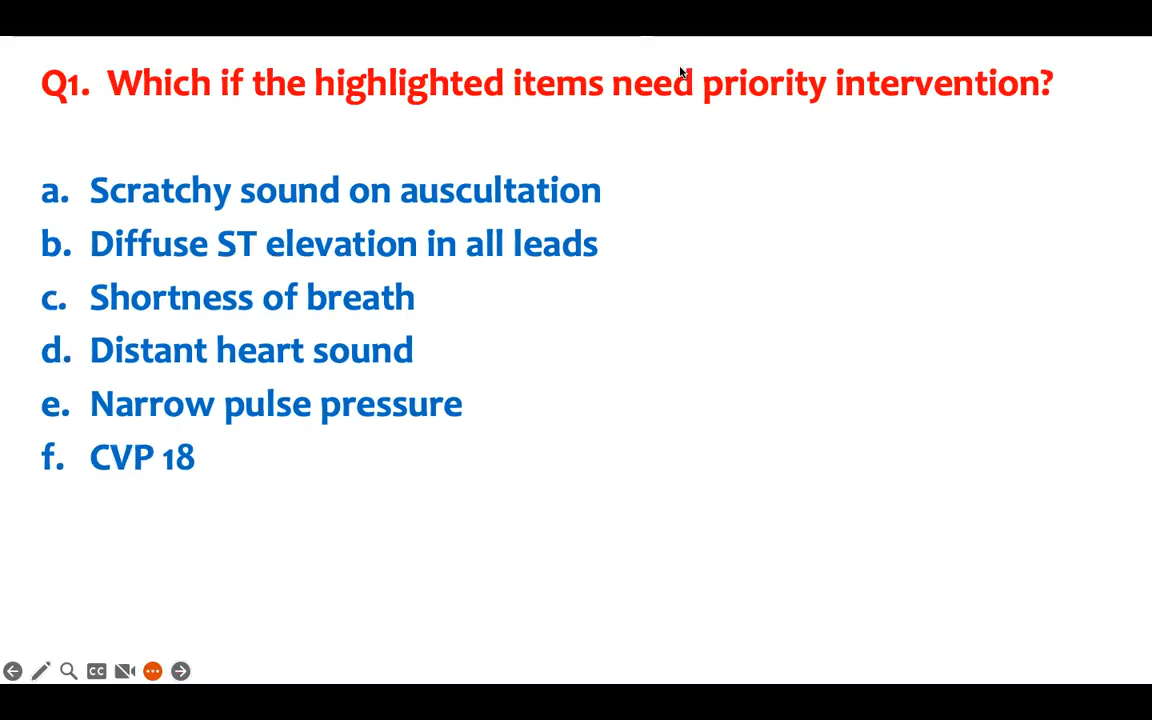 Q1. Which if the highlighted items need priority intervention?
a. Scratchy sound on auscultation
b. Diffuse ST elevation in all leads
c. Shortness of breath
d. Distant heart sound
e. Narrow pulse pressure
f. CVP 18
CC